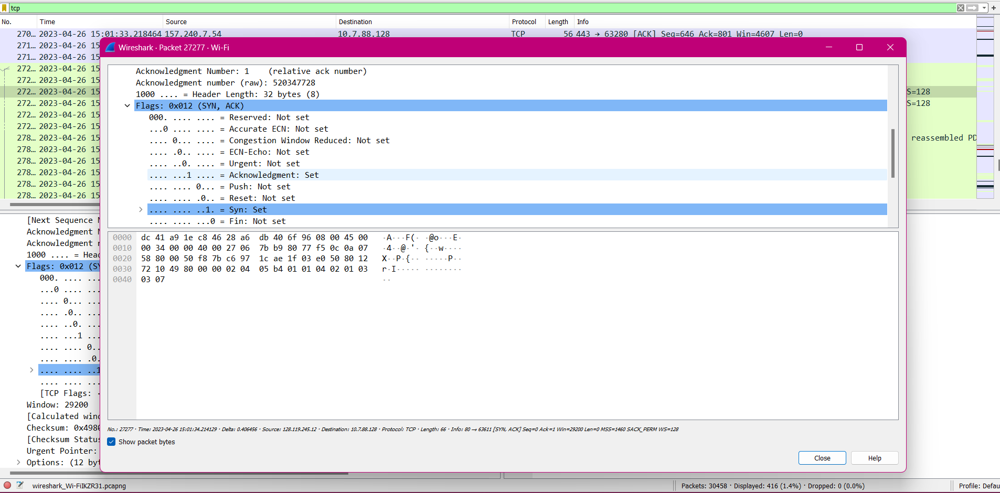 tcp
No. Time Source Destination Protocol Length Info
270… 2023-04-26 15:01:33.218464 157.240.7.54 10.7.88.128 TCP 56 443 → 63280 [ACK] Seq=646 Ack=801 Win=4607 Len=0
271… 2023-04-26 15
271… 2023-04-26 15
272… 2023-04-26 15
272… 2023-04-26 15
272… 2023-04-26 15 S=128
272… 2023-04-26 15 S=128
272… 2023-04-26 15
272… 2023-04-26 15
278… 2023-04-26 15 reassembled PD
278… 2023-04-26 15
278… 2023-04-26 15
278… 2023-04-26 15
278… 2023-04-26 15
278… 2023-04-26 15
Wireshark · Packet 27277 · Wi-Fi
Acknowledgment Number: 1    (relative ack number)
Acknowledgment number (raw): 520347728
1000 .... = Header Length: 32 bytes (8)
Flags: 0x012 (SYN, ACK)
000. .... .... = Reserved: Not set
...0 .... .... = Accurate ECN: Not set
.... 0... .... = Congestion Window Reduced: Not set
.... .0.. .... = ECN-Echo: Not set
.... ..0. .... = Urgent: Not set
.... ...1 .... = Acknowledgment: Set
.... .... 0... = Push: Not set
.... .... .0.. = Reset: Not set
.... .... ..1. = Syn: Set
.... .... ...0 = Fin: Not set
0000 dc 41 a9 1e c8 46 28 a6 db 40 6f 96 08 00 45 00 ·A···F(· ·@o···E·
0010 00 34 00 00 40 00 27 06 7b b9 80 77 f5 0c 0a 07 ·4··@·'· {··w····
0020 58 80 00 50 f8 7b c6 97 1c ae 1f 03 e0 50 80 12 X··P·{·· ·····P··
0030 72 10 49 80 00 00 02 04 05 b4 01 01 04 02 01 03 r·I····· ········
0040 03 07 ··
No.: 27277 · Time: 2023-04-26 15:01:34.214129 · Delta: 0.406456 · Source: 128.119.245.12 · Destination: 10.7.88.128 · Protocol: TCP · Length: 66 · Info: 80 → 63611 [SYN, ACK] Seq=0 Ack=1 Win=29200 Len=0 MSS=1460 SACK_PERM WS=128
Show packet bytes
Close Help
[Next Sequence
Acknowledgment
Acknowledgment
1000 .... = Hea
Flags: 0x012 (SY
000. .... ...
...0 .... ...
.... 0... ...
.... .0.. ...
.... ..0. ...
.... ...1 ...
.... .... 0..
.... .... .0.
.... .... ..1
.... .... ...
[TCP Flags:
Window: 29200
[Calculated wind
Checksum: 0x4980
[Checksum Status
Urgent Pointer:
Options: (12 byt
wireshark_Wi-FiIKZR31.pcapng Packets: 30458 · Displayed: 416 (1.4%) · Dropped: 0 (0.0%) Profile: Defau